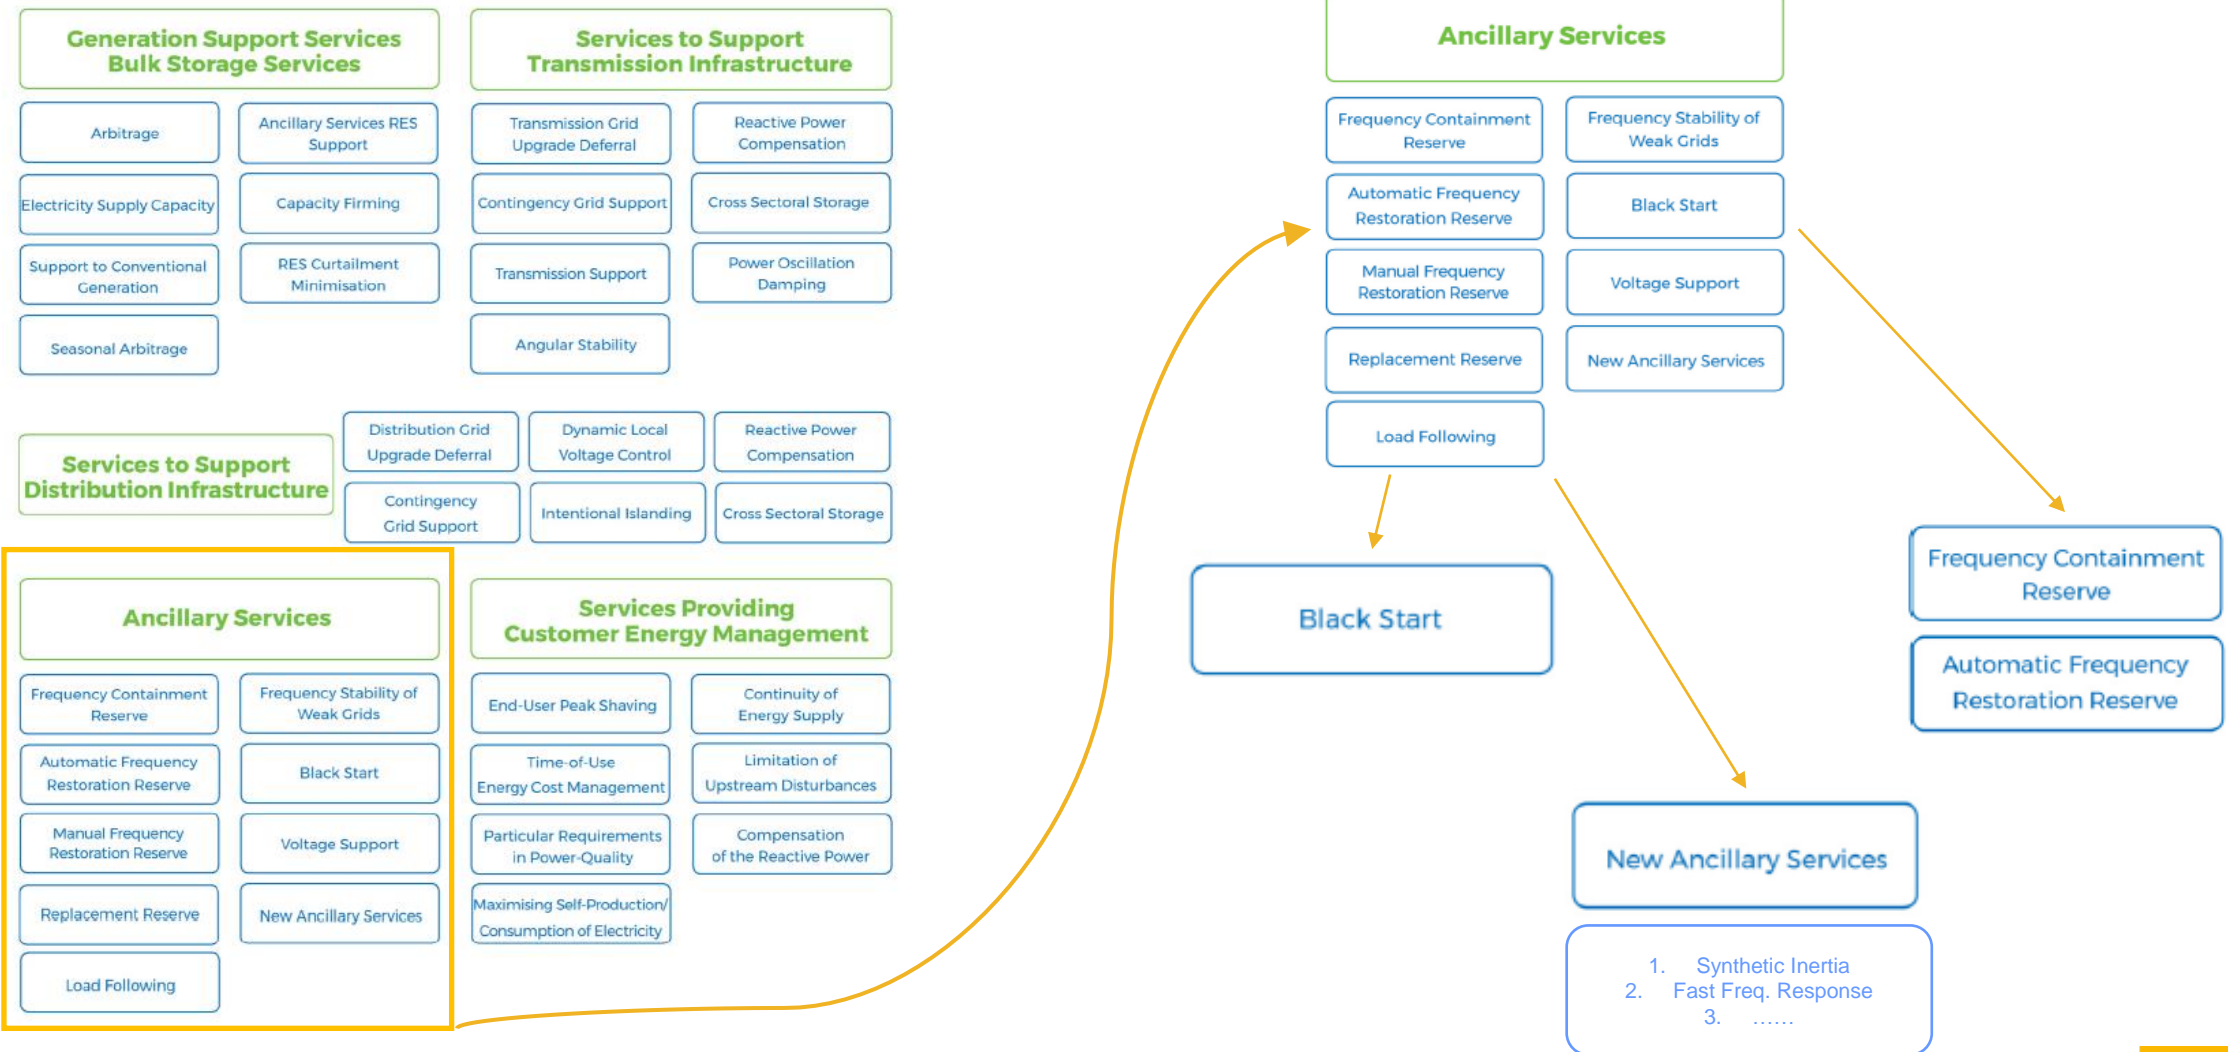 Generation Support Services
Bulk Storage Services
Arbitrage
Ancillary Services RES
Support
Electricity Supply Capacity
Capacity Firming
Support to Conventional
Generation
RES Curtailment
Minimisation
Seasonal Arbitrage
Services to Support
Transmission Infrastructure
Transmission Grid
Upgrade Deferral
Reactive Power
Compensation
Contingency Grid Support
Cross Sectoral Storage
Transmission Support
Power Oscillation
Damping
Angular Stability
Services to Support
Distribution Infrastructure
Distribution Grid
Upgrade Deferral
Dynamic Local
Voltage Control
Reactive Power
Compensation
Contingency
Grid Support
Intentional Islanding
Cross Sectoral Storage
Ancillary Services
Frequency Containment
Reserve
Frequency Stability of
Weak Grids
Automatic Frequency
Restoration Reserve
Black Start
Manual Frequency
Restoration Reserve
Voltage Support
Replacement Reserve
New Ancillary Services
Load Following
Services Providing
Customer Energy Management
End-User Peak Shaving
Continuity of
Energy Supply
Time-of-Use
Energy Cost Management
Limitation of
Upstream Disturbances
Particular Requirements
in Power-Quality
Compensation
of the Reactive Power
Maximising Self-Production/
Consumption of Electricity
Ancillary Services
Frequency Containment
Reserve
Frequency Stability of
Weak Grids
Automatic Frequency
Restoration Reserve
Black Start
Manual Frequency
Restoration Reserve
Voltage Support
Replacement Reserve
New Ancillary Services
Load Following
Black Start
Frequency Containment
Reserve
Automatic Frequency
Restoration Reserve
New Ancillary Services
1. Synthetic Inertia
2. Fast Freq. Response
3. ……